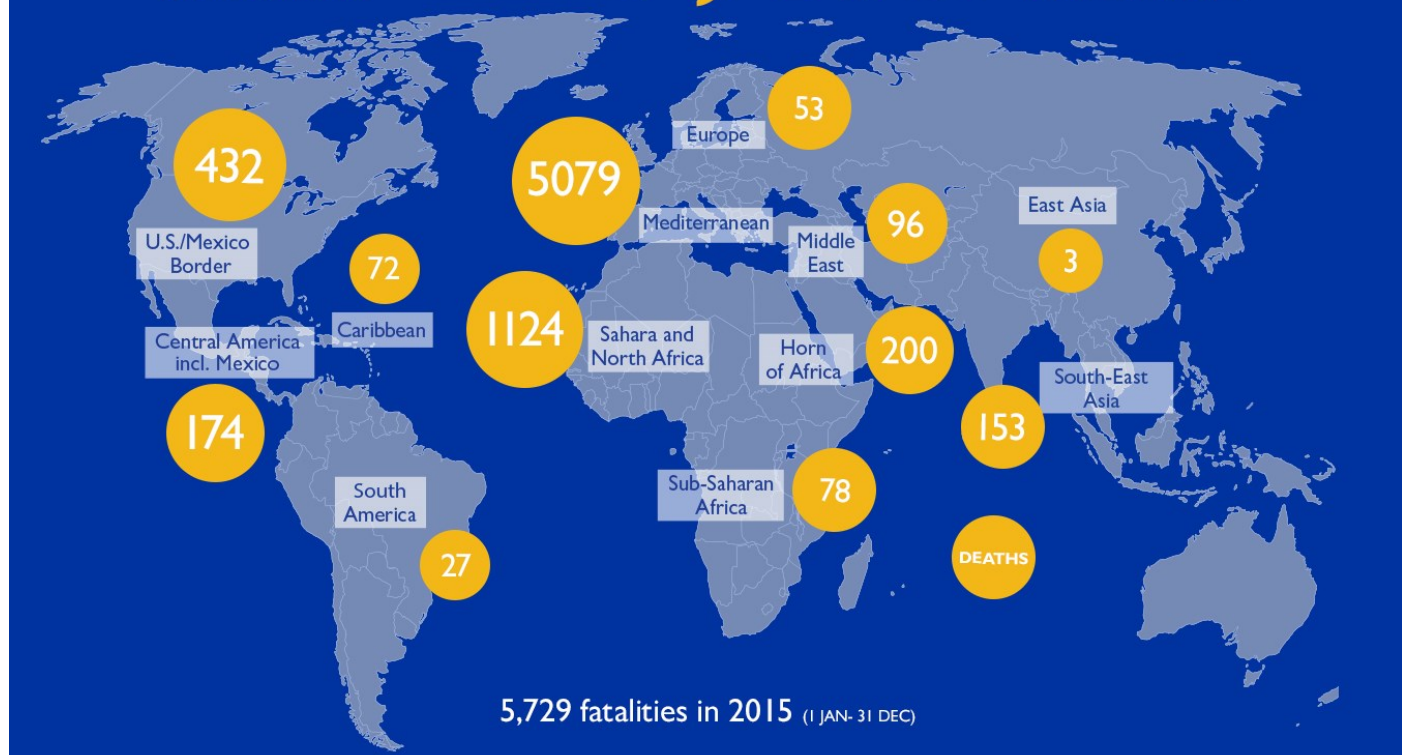 53
Europe
432
5079
East Asia
Mediterranean
96
U.S./Mexico
Border
Middle
East
3
72
Caribbean
1124
Sahara and
North Africa
Horn
of Africa
200
Central America
incl. Mexico
South-East
Asia
174
153
Sub-Saharan
Africa
78
South
America
27
DEATHS
5,729 fatalities in 2015 (1 JAN- 31 DEC)